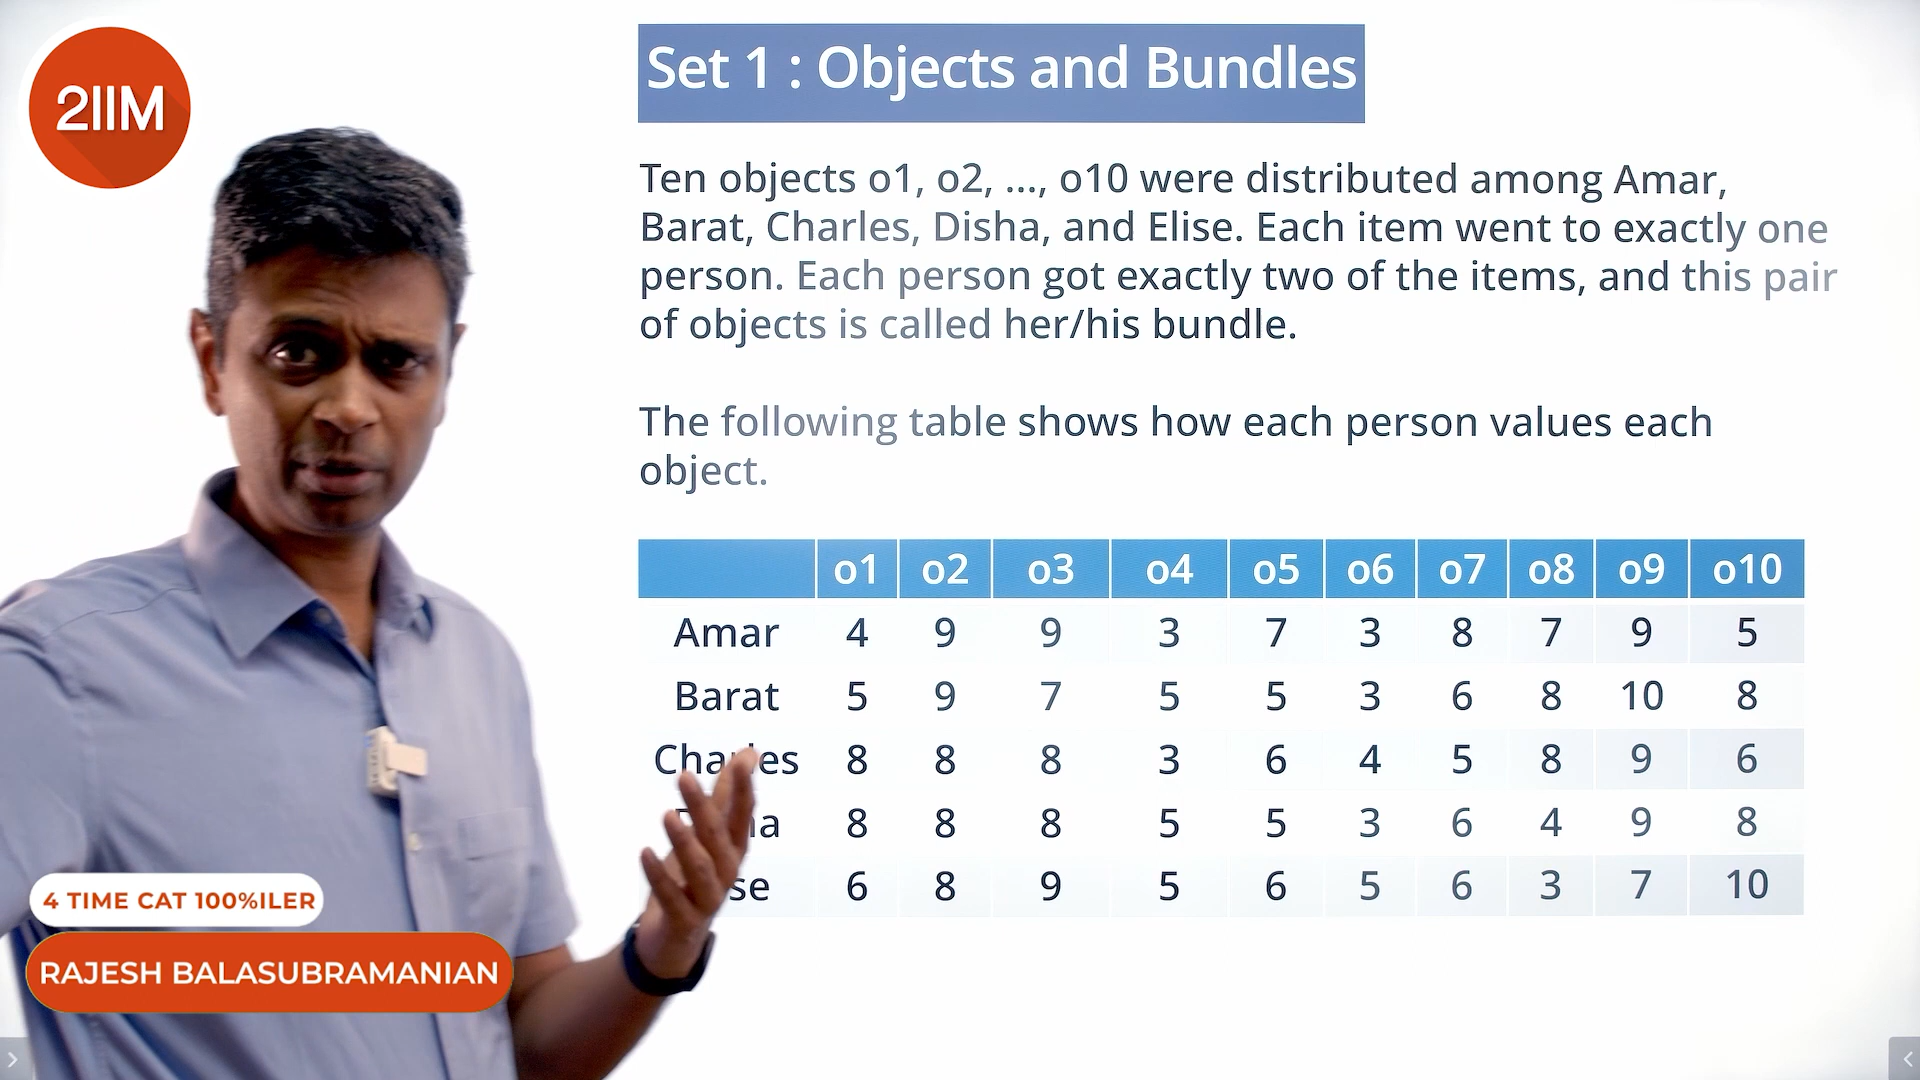 2IIM
Set 1 : Objects and Bundles
Ten objects o1, o2, ..., o10 were distributed among Amar,
Barat, Charles, Disha, and Elise. Each item went to exactly one
person. Each person got exactly two of the items, and this pair
of objects is called her/his bundle.
The following table shows how each person values each
object.
o1 o2 o3 o4 o5 o6 o7 o8 o9 o10
Amar 4 9 9 3 7 3 8 7 9 5
Barat 5 9 7 5 5 3 6 8 10 8
Charles 8 8 8 3 6 4 5 8 9 6
8 8 8 5 5 3 6 4 9 8
6 8 9 5 6 5 6 3 7 10
4 TIME CAT 100%ILER
RAJESH BALASUBRAMANIAN